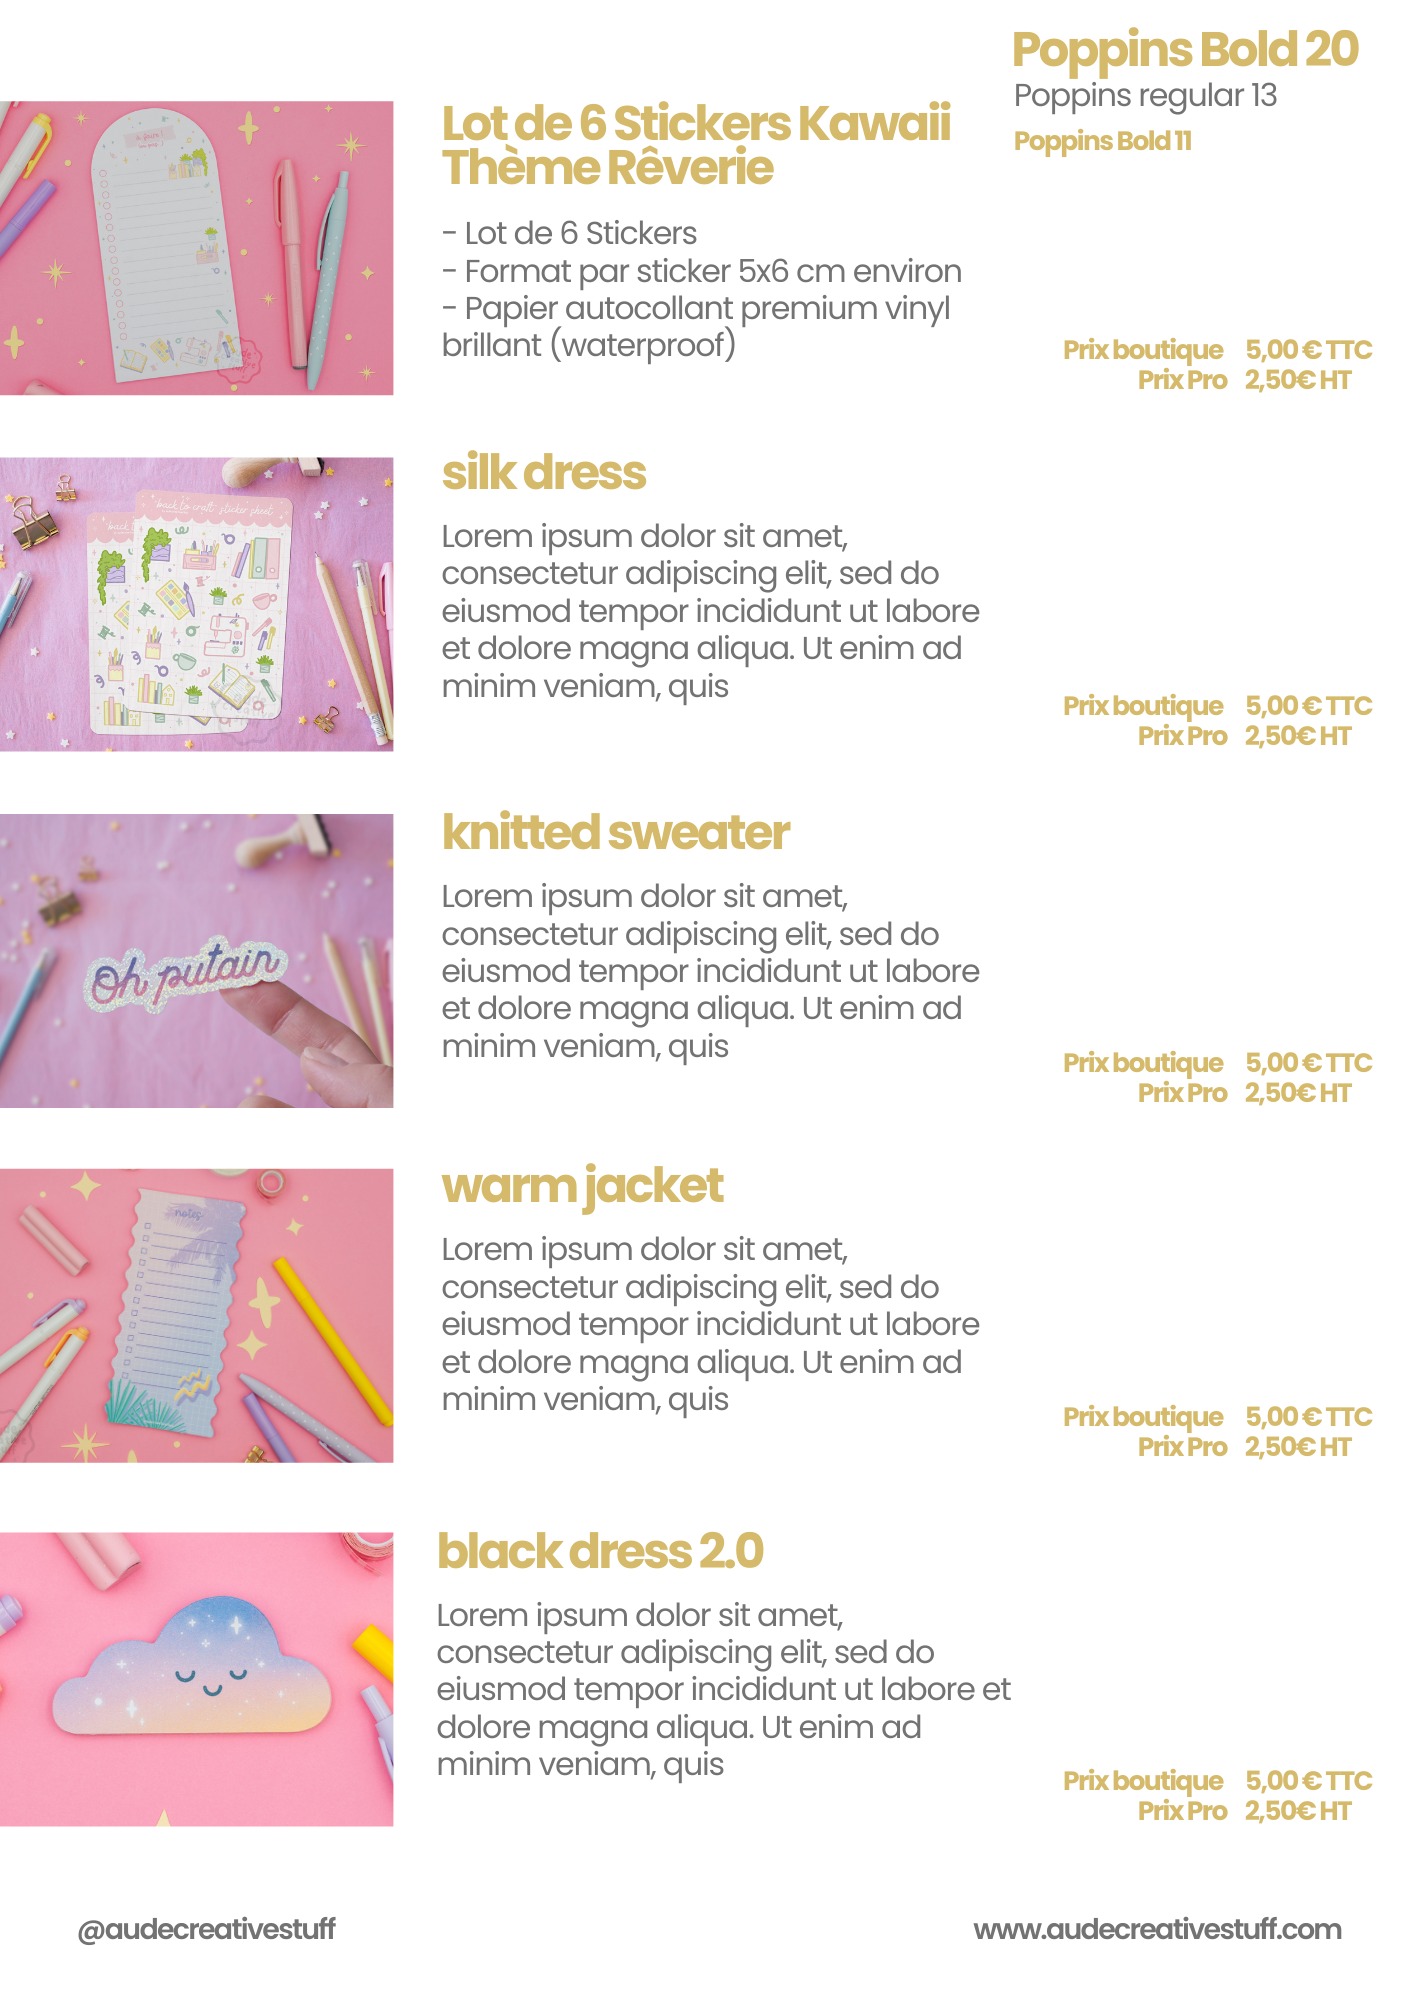 Poppins Bold 20
Poppins regular 13
Poppins Bold 11
Lot de 6 Stickers Kawaii
Thème Rêverie
- Lot de 6 Stickers
- Format par sticker 5x6 cm environ
- Papier autocollant premium vinyl
brillant (waterproof)
Prix boutique 5,00 € TTC
Prix Pro 2,50€ HT
back to craft sticker sheet
silk dress
Lorem ipsum dolor sit amet,
consectetur adipiscing elit, sed do
eiusmod tempor incididunt ut labore
et dolore magna aliqua. Ut enim ad
minim veniam, quis
Prix boutique 5,00 € TTC
Prix Pro 2,50€ HT
Oh putain
knitted sweater
Lorem ipsum dolor sit amet,
consectetur adipiscing elit, sed do
eiusmod tempor incididunt ut labore
et dolore magna aliqua. Ut enim ad
minim veniam, quis
Prix boutique 5,00 € TTC
Prix Pro 2,50€ HT
notes
warm jacket
Lorem ipsum dolor sit amet,
consectetur adipiscing elit, sed do
eiusmod tempor incididunt ut labore
et dolore magna aliqua. Ut enim ad
minim veniam, quis
Prix boutique 5,00 € TTC
Prix Pro 2,50€ HT
black dress 2.0
Lorem ipsum dolor sit amet,
consectetur adipiscing elit, sed do
eiusmod tempor incididunt ut labore et
dolore magna aliqua. Ut enim ad
minim veniam, quis
Prix boutique 5,00 € TTC
Prix Pro 2,50€ HT
@audecreativestuff
www.audecreativestuff.com